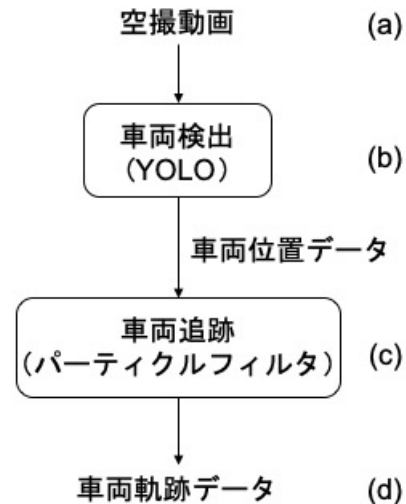 空撮動画 (a)
車両検出
(YOLO) (b)
車両位置データ
車両追跡
(パーティクルフィルタ) (c)
車両軌跡データ (d)